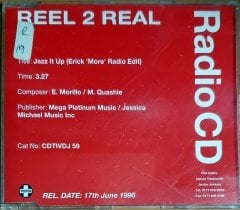 REEL 2 REAL
R
19
Title: Jazz It Up (Erick 'More' Radio Edit)
Time: 3.27
Composer: E. Morillo / M. Quashie
Publisher: Mega Platinum Music / Jessica
Michael Music Inc
Cat No: CDTIVDJ 59
REL. DATE: 17th June 1996
Radio CD